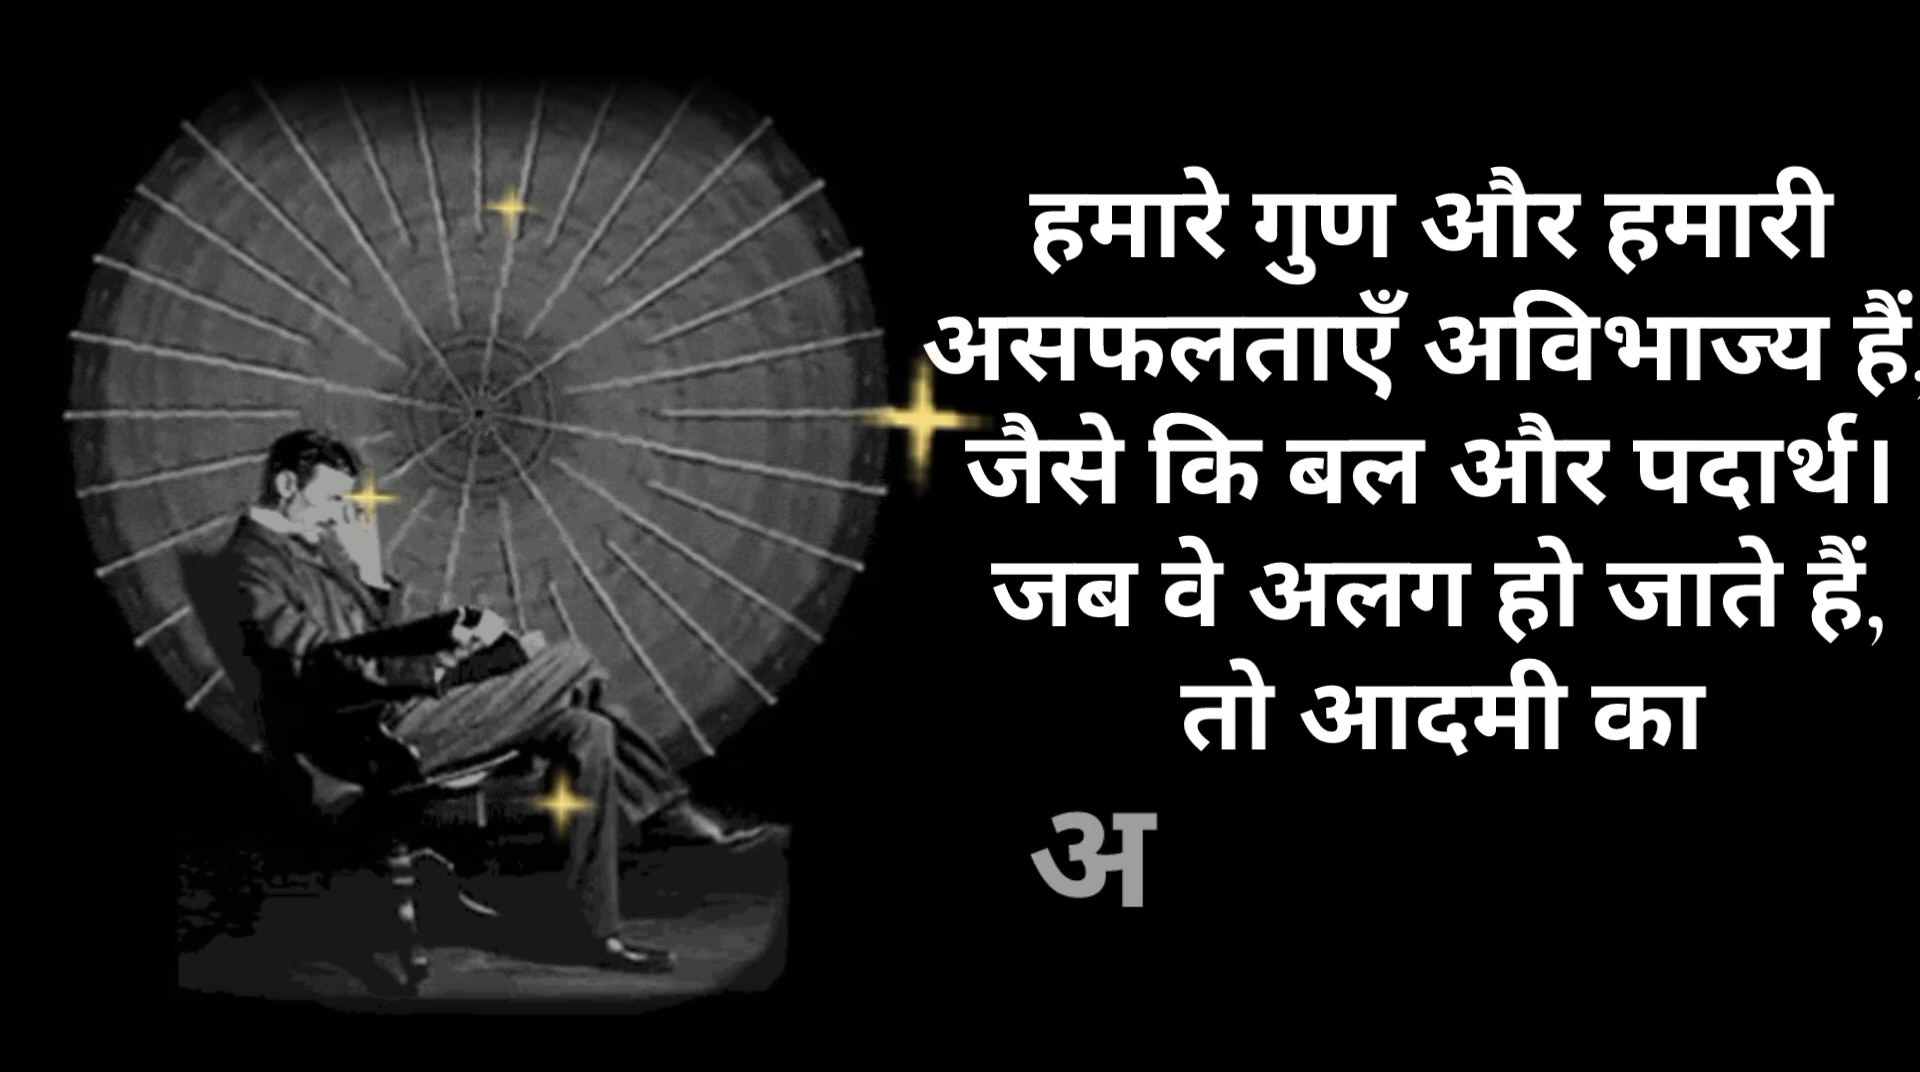 हमारे गुण और हमारी
असफलताएँ अविभाज्य हैं,
जैसे कि बल और पदार्थ।
जब वे अलग हो जाते हैं,
तो आदमी का
अ